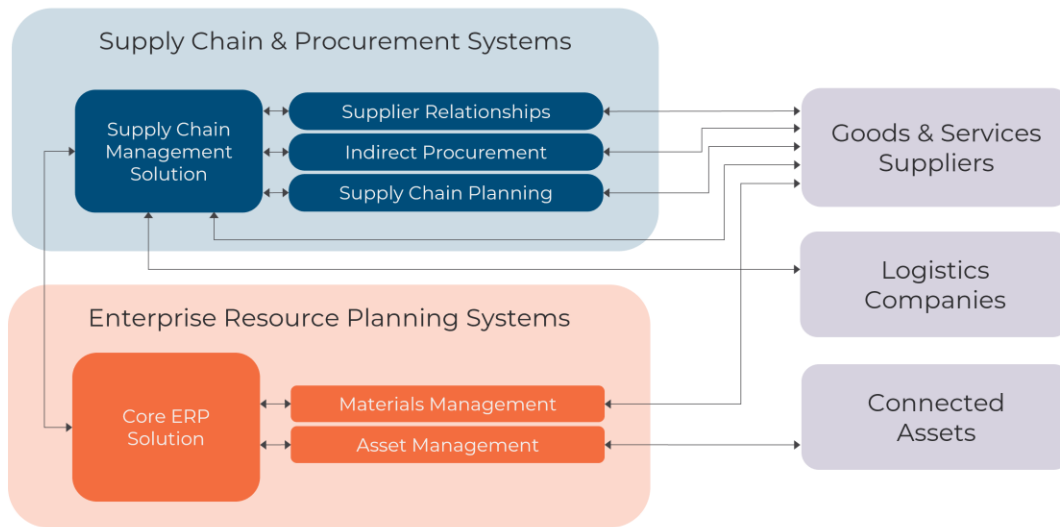 Supply Chain & Procurement Systems
Supply Chain
Management
Solution
Supplier Relationships
Indirect Procurement
Supply Chain Planning
Goods & Services
Suppliers
Logistics
Companies
Enterprise Resource Planning Systems
Core ERP
Solution
Materials Management
Asset Management
Connected
Assets